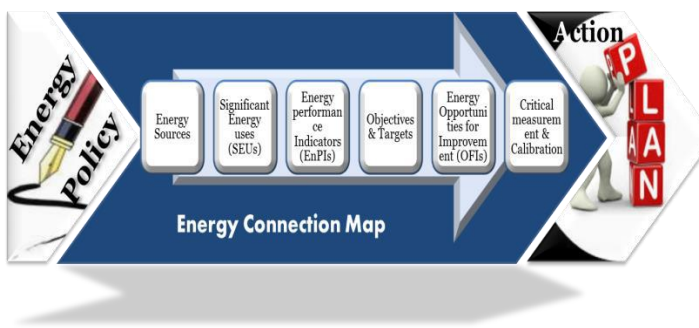 Energy
Policy
Energy
Sources
Significant
Energy
uses
(SEUs)
Energy
performan
ce
Indicators
(EnPIs)
Objectives
& Targets
Energy
Opportuni
ties for
Improvem
ent (OFIs)
Critical
measurem
ent &
Calibration
Energy Connection Map
Action
P
L
A A
N